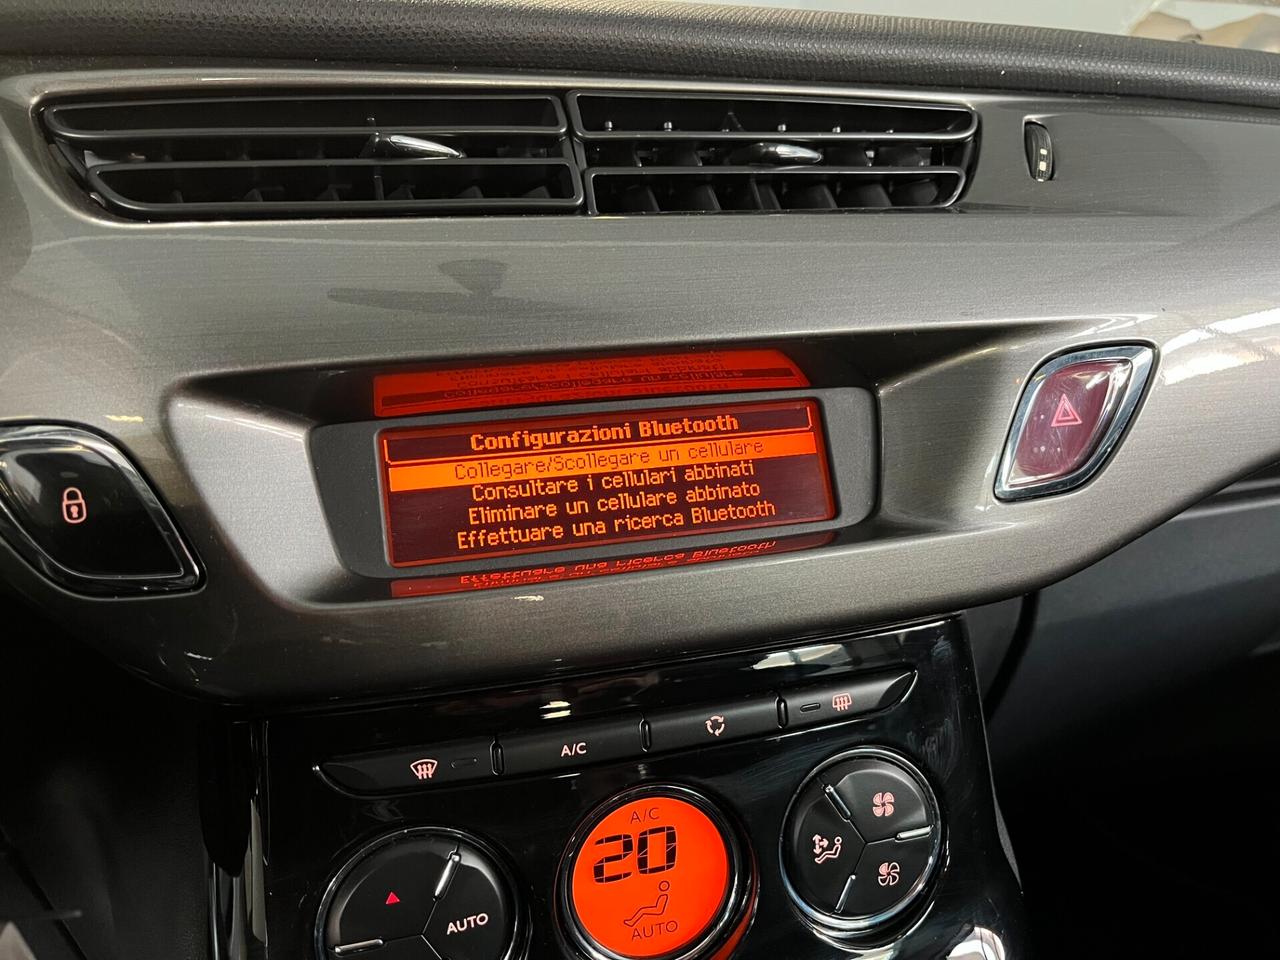 Configurazioni Bluetooth
Collegare/Scollegare un cellulare
Consultare i cellulari abbinati
Eliminare un cellulare abbinato
Effettuare una ricerca Bluetooth
A/C
A/C
20
AUTO
AUTO